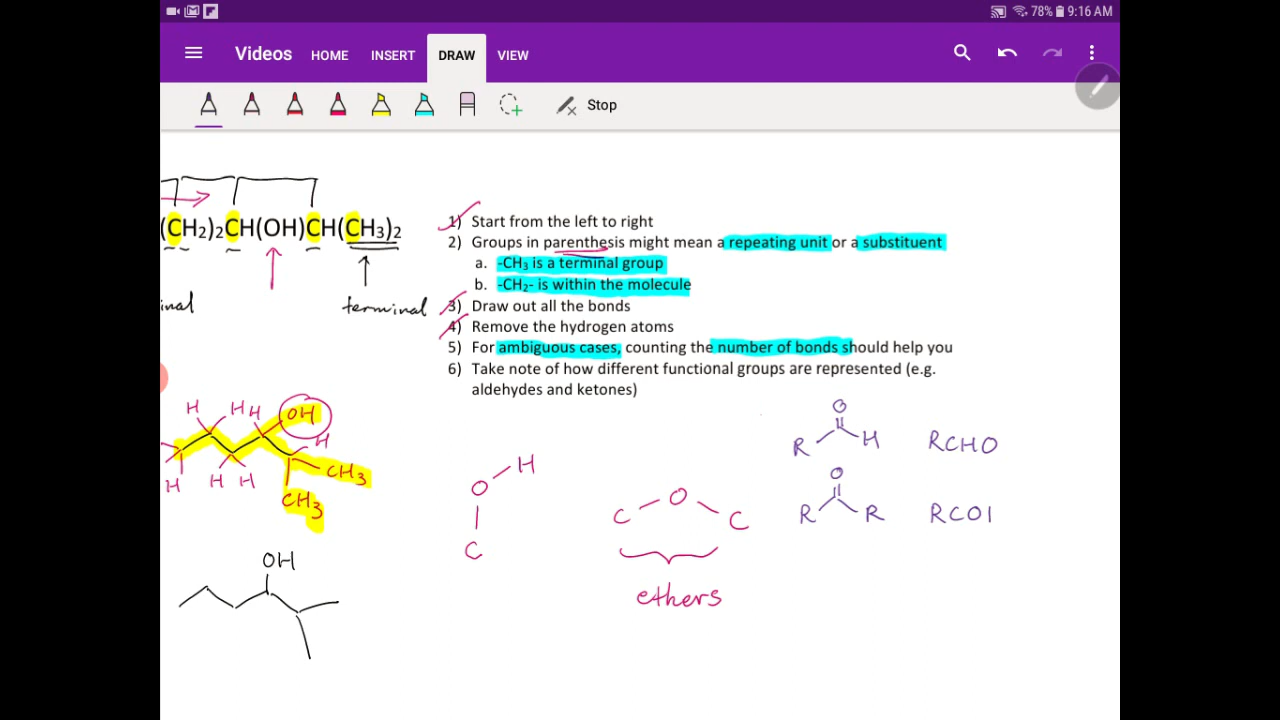 78% 9:16 AM
Videos HOME INSERT DRAW VIEW
Stop
(CH2)2CH(OH)CH(CH3)2
inal
terminal
1) Start from the left to right
2) Groups in parenthesis might mean a repeating unit or a substituent
a. -CH3 is a terminal group
b. -CH2- is within the molecule
3) Draw out all the bonds
4) Remove the hydrogen atoms
5) For ambiguous cases, counting the number of bonds should help you
6) Take note of how different functional groups are represented (e.g.
aldehydes and ketones)
H H H OH
H
CH3
H H H
CH3
OH
O H
C
C O C
ethers
O
R H RCHO
O
R R RCO